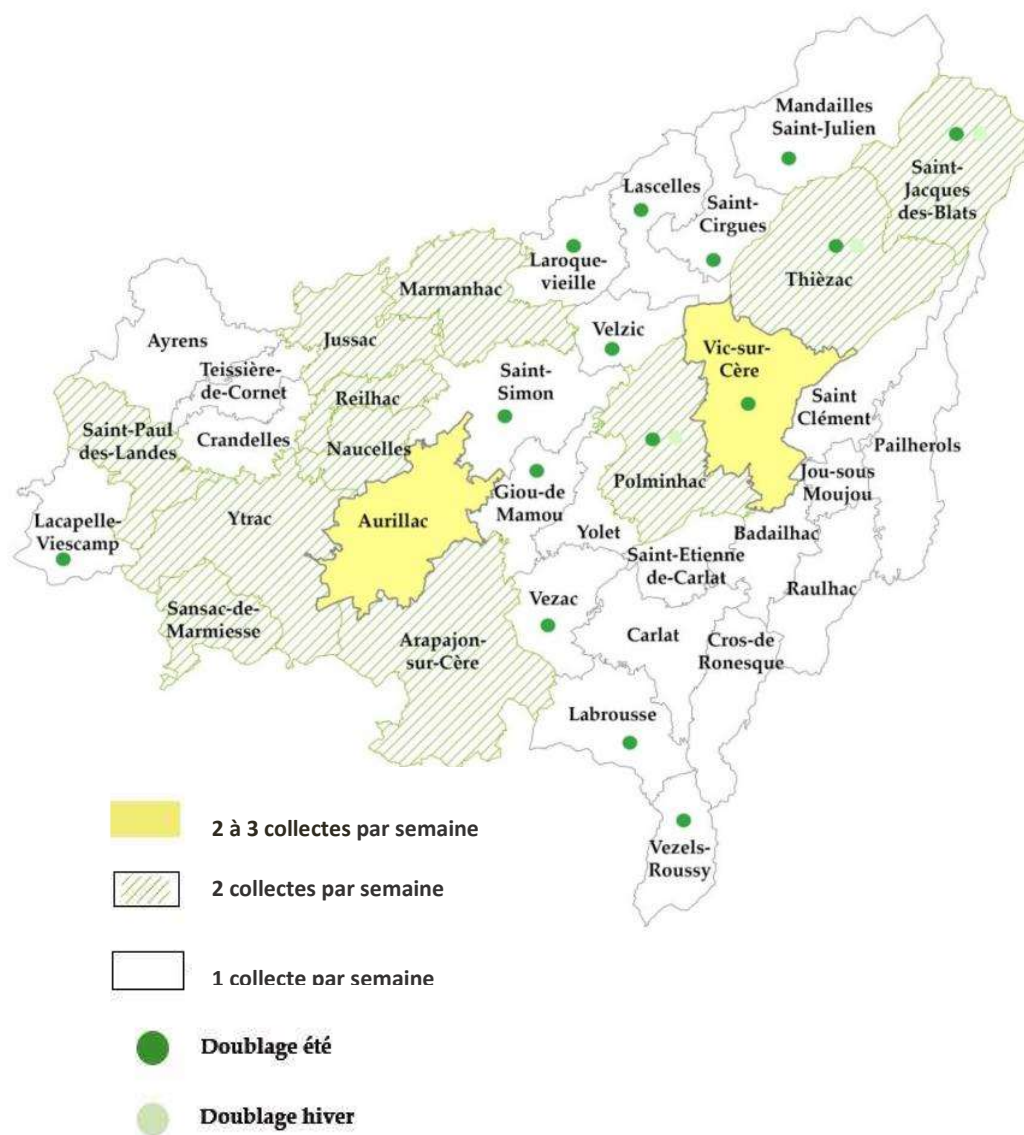 Mandailles
Saint-Julien
Saint-
Jacques
des-Blats
Lascelles
Saint-
Cirgues
Laroque-
vieille
Thièzac
Marmanhac
Ayrens
Jussac
Velzic
Vic-sur-
Cère
Teissière-
de-Cornet
Reilhac
Saint-
Simon
Saint
Clément
Saint-Paul
des-Landes
Crandelles
Naucelles
Pailherols
Polminhac
Jou-sous
Moujou
Giou-de
Mamou
Lacapelle-
Viescamp
Ytrac
Aurillac
Yolet
Badailhac
Saint-Etienne
de-Carlat
Raulhac
Sansac-de-
Marmiesse
Vezac
Arapajon-
sur-Cère
Carlat
Cros-de
Ronesque
Labrousse
Vezels-
Roussy
2 à 3 collectes par semaine
2 collectes par semaine
1 collecte par semaine
Doublage été
Doublage hiver